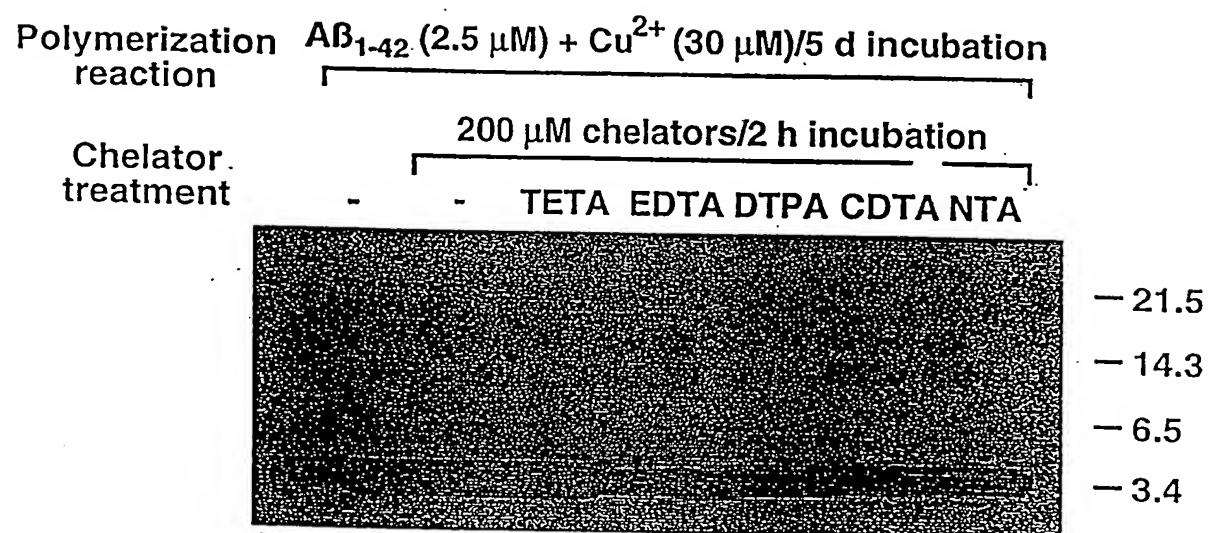 Polymerization reaction
Aß1-42 (2.5 µM) + Cu2+ (30 µM)/5 d incubation
200 µM chelators/2 h incubation
Chelator treatment
- - TETA EDTA DTPA CDTA NTA
— 21.5
— 14.3
— 6.5
— 3.4